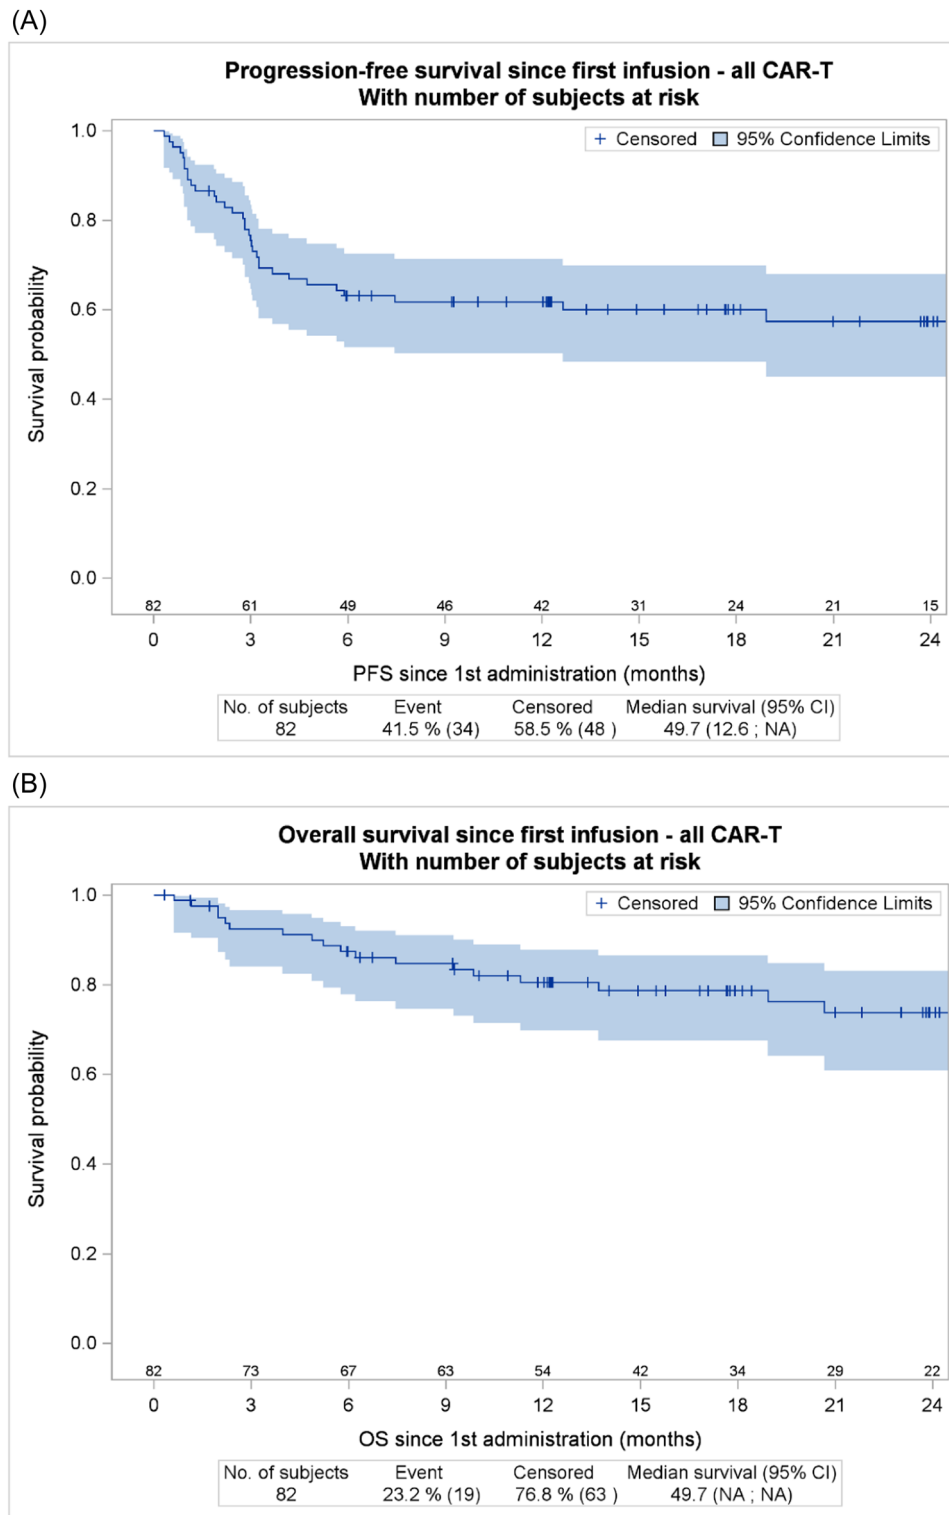 (A)
Progression-free survival since first infusion - all CAR-T
With number of subjects at risk
+ Censored 95% Confidence Limits
1.0
0.8
0.6
0.4
0.2
0.0
Survival probability
82 61 49 46 42 31 24 21 15
0 3 6 9 12 15 18 21 24
PFS since 1st administration (months)
No. of subjects Event Censored Median survival (95% CI)
82 41.5 % (34) 58.5 % (48 ) 49.7 (12.6 ; NA)
(B)
Overall survival since first infusion - all CAR-T
With number of subjects at risk
+ Censored 95% Confidence Limits
1.0
0.8
0.6
0.4
0.2
0.0
Survival probability
82 73 67 63 54 42 34 29 22
0 3 6 9 12 15 18 21 24
OS since 1st administration (months)
No. of subjects Event Censored Median survival (95% CI)
82 23.2 % (19) 76.8 % (63 ) 49.7 (NA ; NA)